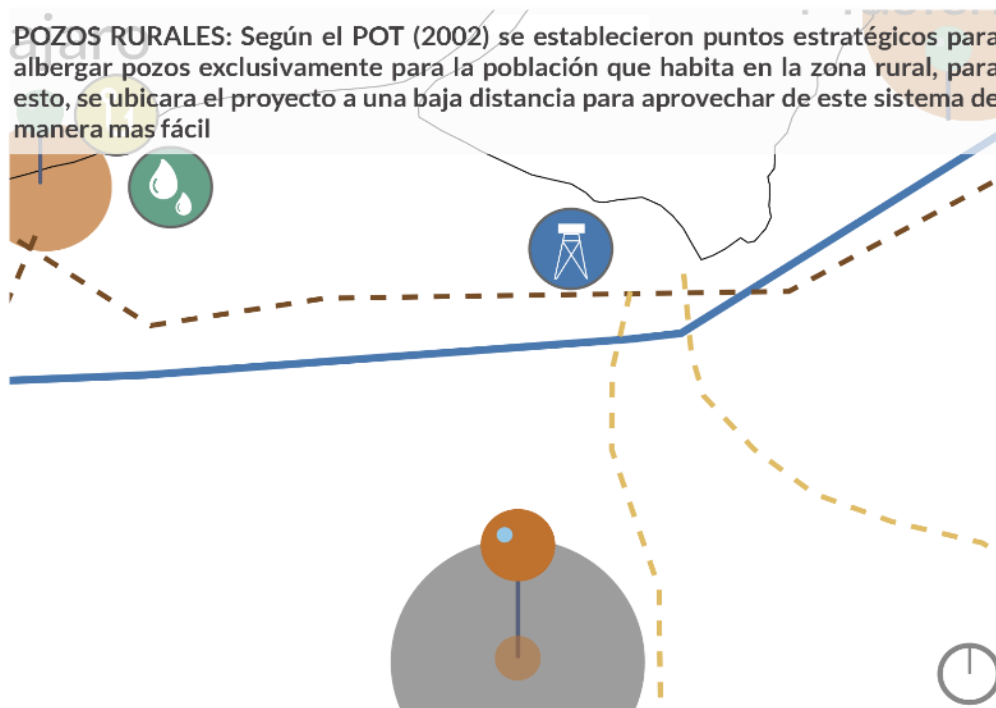 POZOS RURALES: Según el POT (2002) se establecieron puntos estratégicos para
albergar pozos exclusivamente para la población que habita en la zona rural, para
esto, se ubicara el proyecto a una baja distancia para aprovechar de este sistema de
manera mas fácil